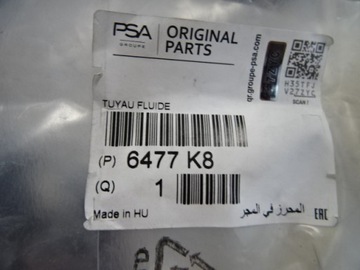 PSA
GROUPE
ORIGINAL
PARTS
qr.groupe-psa.com
SCAN !
TUYAU FLUIDE
(P) 6477 K8
(Q) 1
Made in HU
المحرز في المجر
EAC